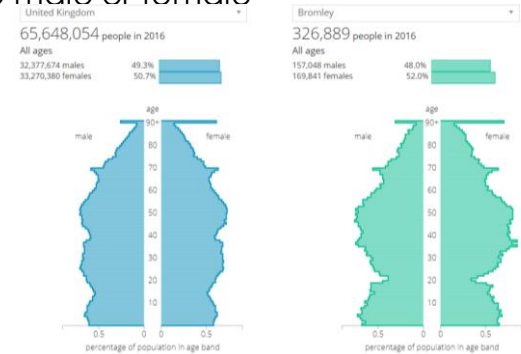 male or female
United Kingdom
65,648,054 people in 2016
All ages
32,377,674 males 49.3%
33,270,380 females 50.7%
age
90+
male female
80
70
60
50
40
30
20
10
0.5 0 0 0.5
percentage of population in age band
Bromley
326,889 people in 2016
All ages
157,048 males 48.0%
169,841 females 52.0%
age
90+
male female
80
70
60
50
40
30
20
10
0.5 0 0 0.5
percentage of population in age band